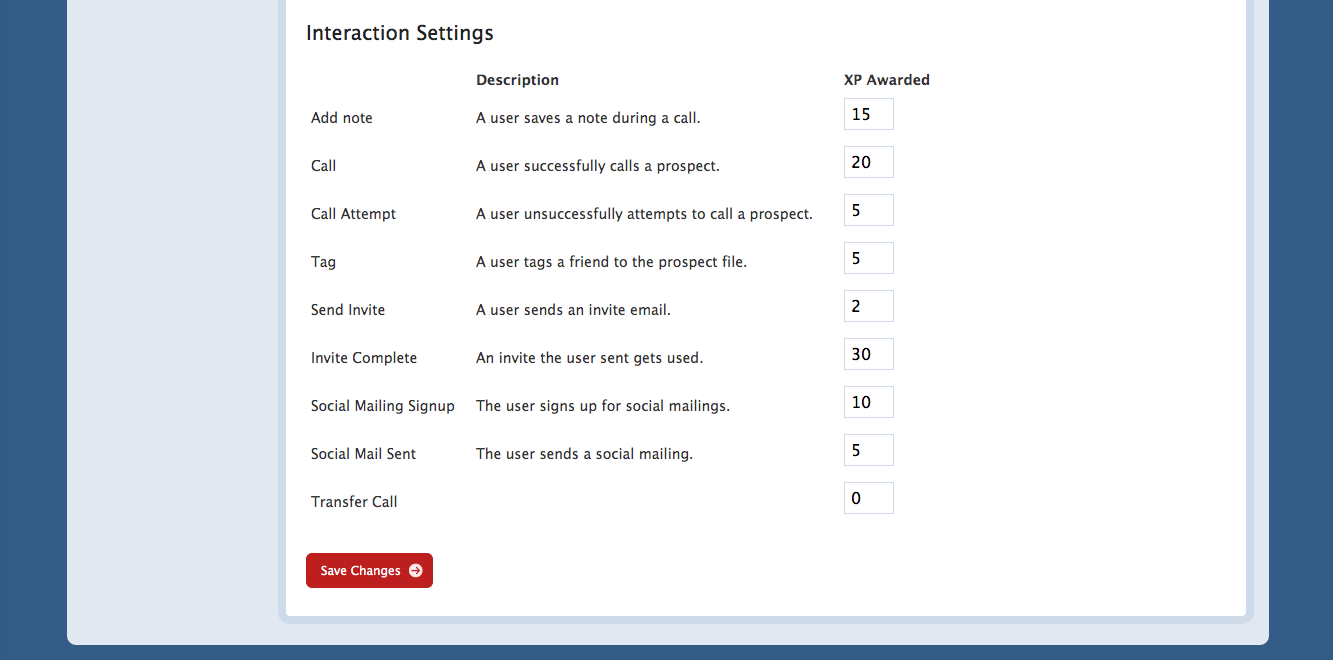 Interaction Settings
Description XP Awarded
Add note A user saves a note during a call. 15
Call A user successfully calls a prospect. 20
Call Attempt A user unsuccessfully attempts to call a prospect. 5
Tag A user tags a friend to the prospect file. 5
Send Invite A user sends an invite email. 2
Invite Complete An invite the user sent gets used. 30
Social Mailing Signup The user signs up for social mailings. 10
Social Mail Sent The user sends a social mailing. 5
Transfer Call 0
Save Changes